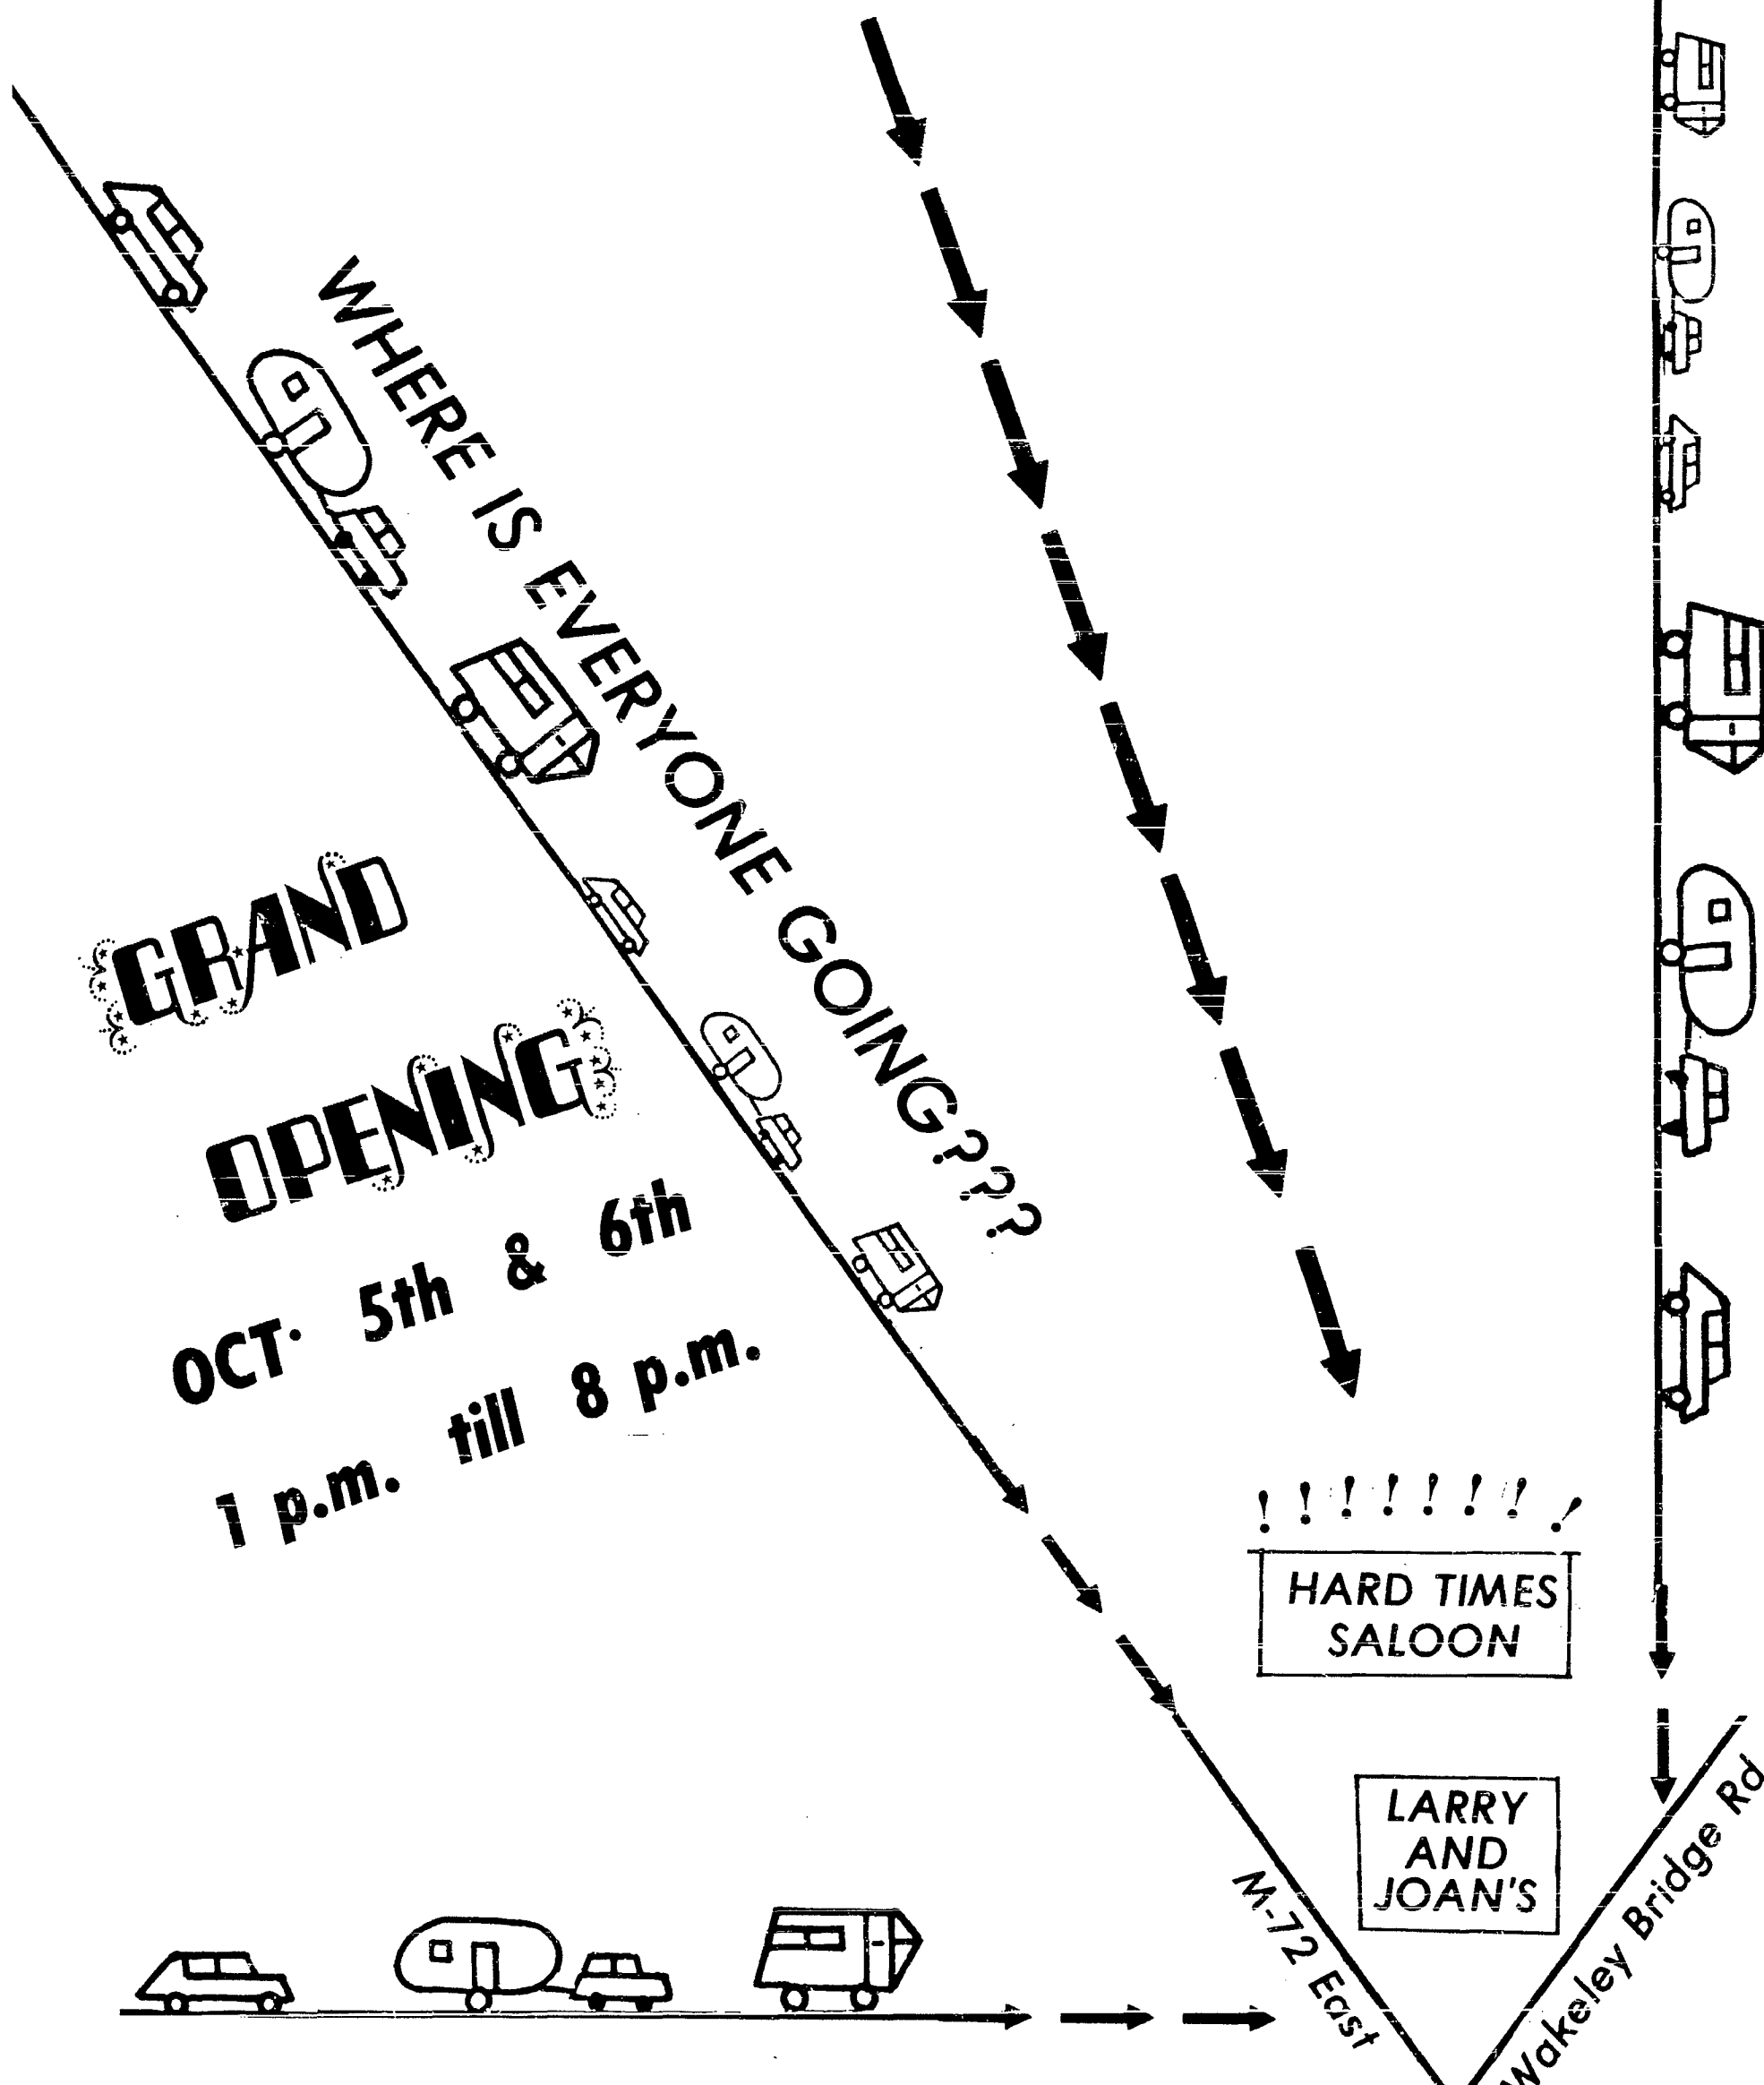 WHERE IS EVERYONE GOING???
GRAND
OPENING
OCT. 5th & 6th
1 p.m. till 8 p.m.
! ! ! ! ! ! ! !
HARD TIMES
SALOON
LARRY
AND
JOAN'S
M-72 East
Wakeley Bridge Rd